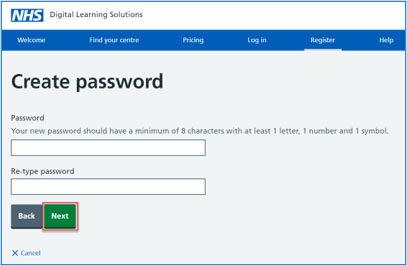 NHS Digital Learning Solutions
Welcome Find your centre Pricing Log in Register Help
Create password
Password
Your new password should have a minimum of 8 characters with at least 1 letter, 1 number and 1 symbol.
Re-type password
Back Next
Cancel